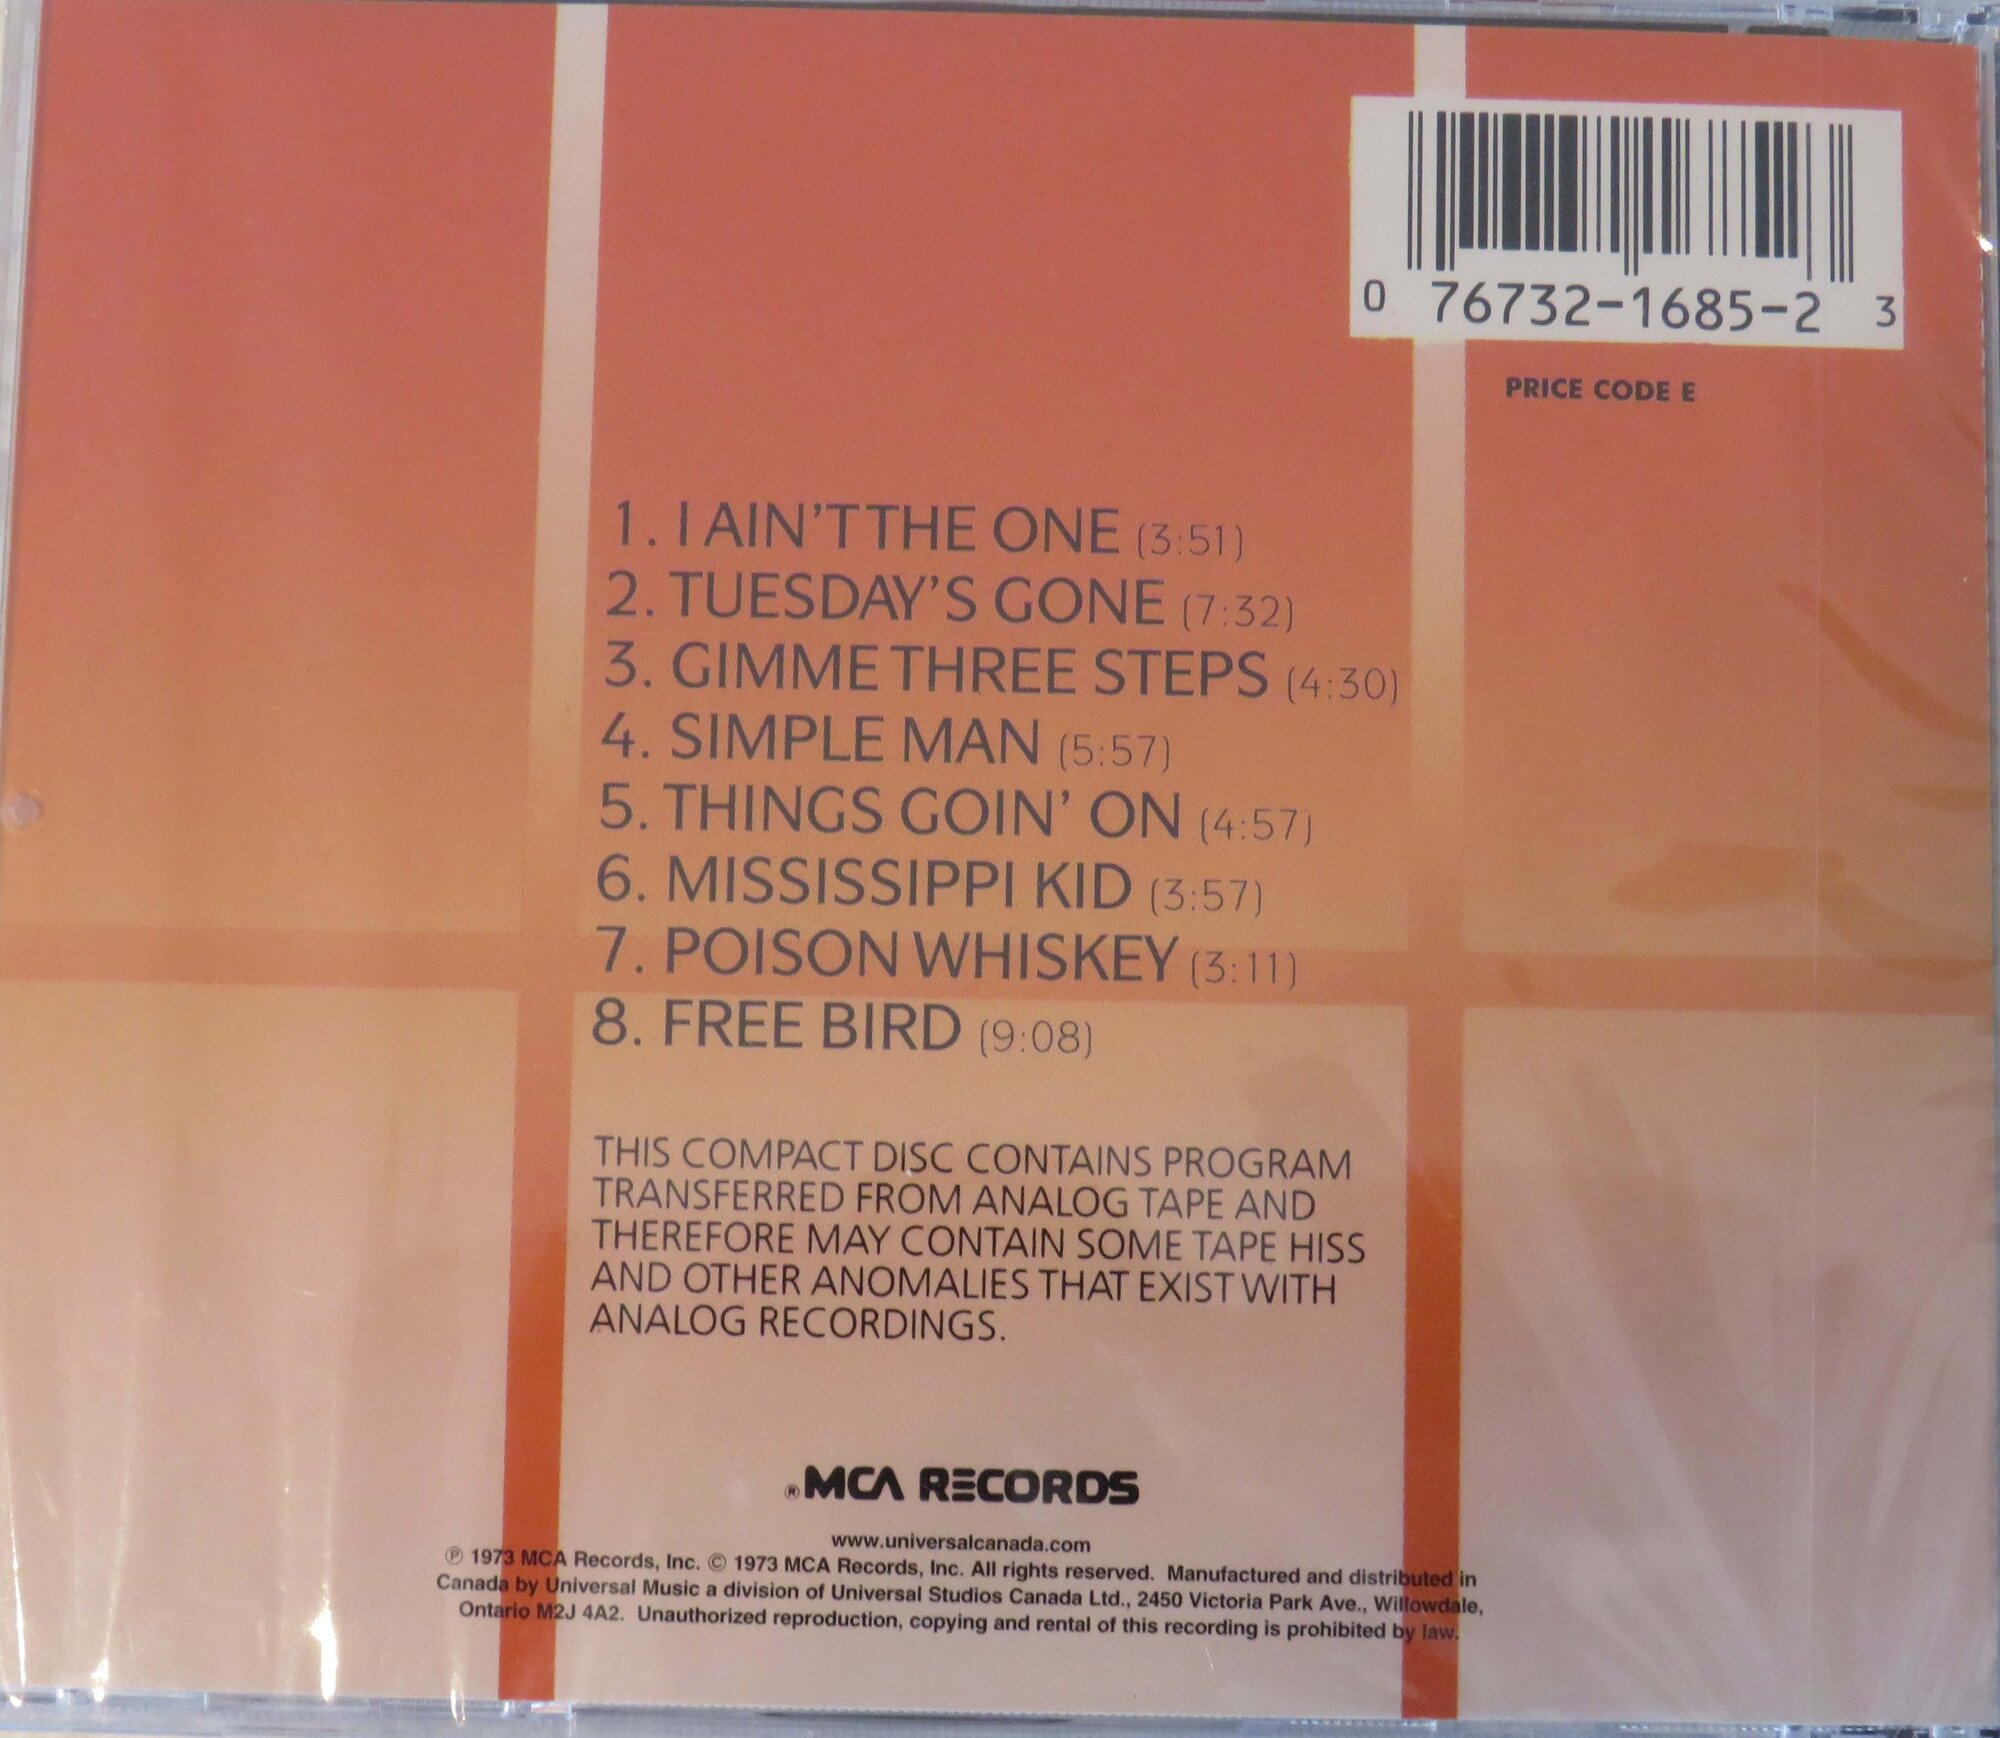 0 76732-1685-2 3
PRICE CODE E
1. I AIN'T THE ONE (3:51)
2. TUESDAY'S GONE (7:32)
3. GIMME THREE STEPS (4:30)
4. SIMPLE MAN (5:57)
5. THINGS GOIN' ON (4:57)
6. MISSISSIPPI KID (3:57)
7. POISON WHISKEY (3:11)
8. FREE BIRD (9:08)
THIS COMPACT DISC CONTAINS PROGRAM
TRANSFERRED FROM ANALOG TAPE AND
THEREFORE MAY CONTAIN SOME TAPE HISS
AND OTHER ANOMALIES THAT EXIST WITH
ANALOG RECORDINGS.
® MCA RECORDS
www.universalcanada.com
℗ 1973 MCA Records, Inc. © 1973 MCA Records, Inc. All rights reserved. Manufactured and distributed in
Canada by Universal Music a division of Universal Studios Canada Ltd., 2450 Victoria Park Ave., Willowdale,
Ontario M2J 4A2. Unauthorized reproduction, copying and rental of this recording is prohibited by law.